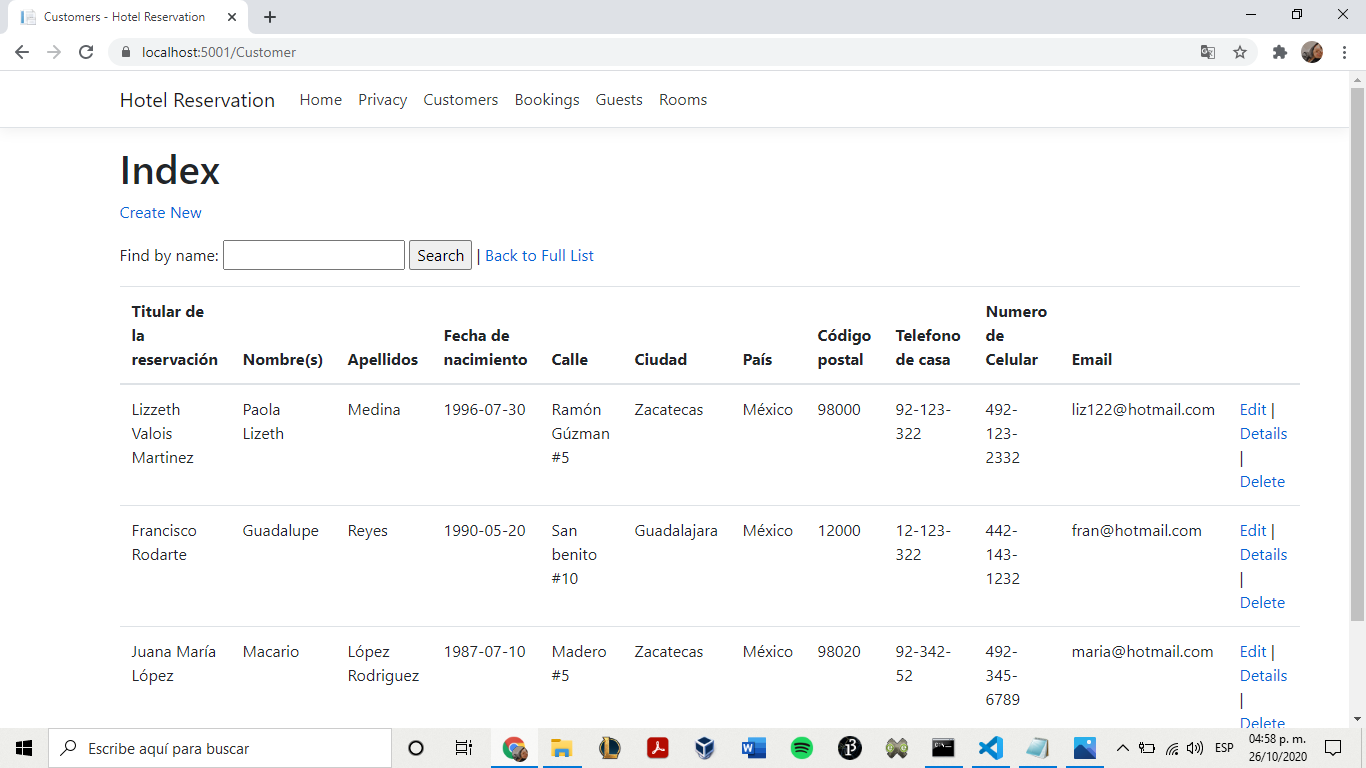 Customers - Hotel Reservation
localhost:5001/Customer
Hotel Reservation Home Privacy Customers Bookings Guests Rooms
Index
Create New
Find by name: Search | Back to Full List
Titular de
la
reservación
Nombre(s)
Apellidos
Fecha de
nacimiento
Calle
Ciudad
País
Código
postal
Telefono
de casa
Numero
de
Celular
Email
Lizzeth
Valois
Martinez
Paola
Lizeth
Medina
1996-07-30
Ramón
Gúzman
#5
Zacatecas
México
98000
92-123-
322
492-
123-
2332
liz122@hotmail.com
Edit |
Details
|
Delete
Francisco
Rodarte
Guadalupe
Reyes
1990-05-20
San
benito
#10
Guadalajara
México
12000
12-123-
322
442-
143-
1232
fran@hotmail.com
Edit |
Details
|
Delete
Juana María
López
Macario
López
Rodriguez
1987-07-10
Madero
#5
Zacatecas
México
98020
92-342-
52
492-
345-
6789
maria@hotmail.com
Edit |
Details
|
Delete
Escribe aquí para buscar
ESP
04:58 p. m.
26/10/2020